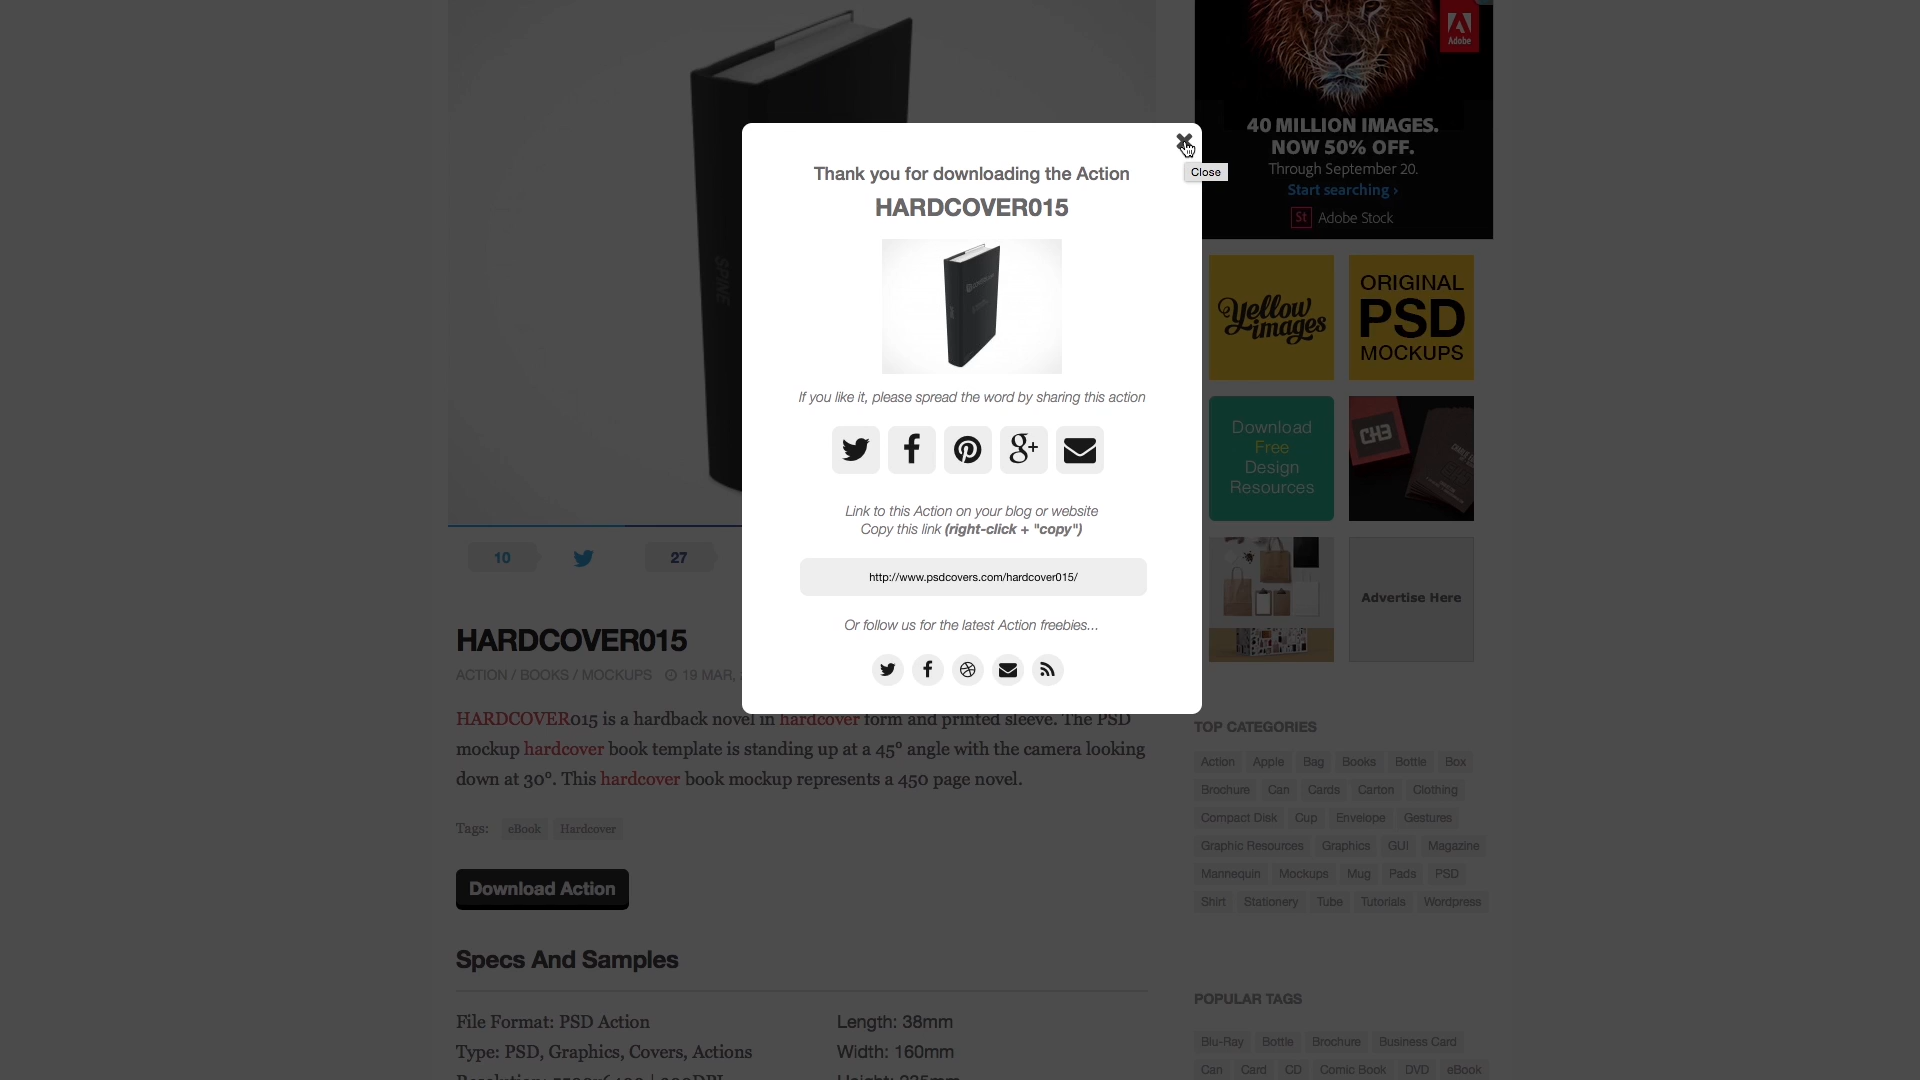 Adobe
40 MILLION IMAGES.
NOW 50% OFF.
Through September 20.
Start searching ›
St Adobe Stock
Close
Thank you for downloading the Action
HARDCOVER015
If you like it, please spread the word by sharing this action
Link to this Action on your blog or website
Copy this link (right-click + "copy")
http://www.psdcovers.com/hardcover015/
Or follow us for the latest Action freebies...
SPINE
Yellow
images
ORIGINAL
PSD
MOCKUPS
Download
Free
Design
Resources
CH3
Advertise Here
10
27
HARDCOVER015
ACTION / BOOKS / MOCKUPS 19 MAR,
HARDCOVER015 is a hardback novel in hardcover form and printed sleeve. The PSD
mockup hardcover book template is standing up at a 45° angle with the camera looking
down at 30°. This hardcover book mockup represents a 450 page novel.
Tags: eBook Hardcover
Download Action
Specs And Samples
File Format: PSD Action
Type: PSD, Graphics, Covers, Actions
Length: 38mm
Width: 160mm
TOP CATEGORIES
Action Apple Bag Books Bottle Box
Brochure Can Cards Carton Clothing
Compact Disk Cup Envelope Gestures
Graphic Resources Graphics GUI Magazine
Mannequin Mockups Mug Pads PSD
Shirt Stationery Tube Tutorials Wordpress
POPULAR TAGS
Blu-Ray Bottle Brochure Business Card
Can Card CD Comic Book DVD eBook